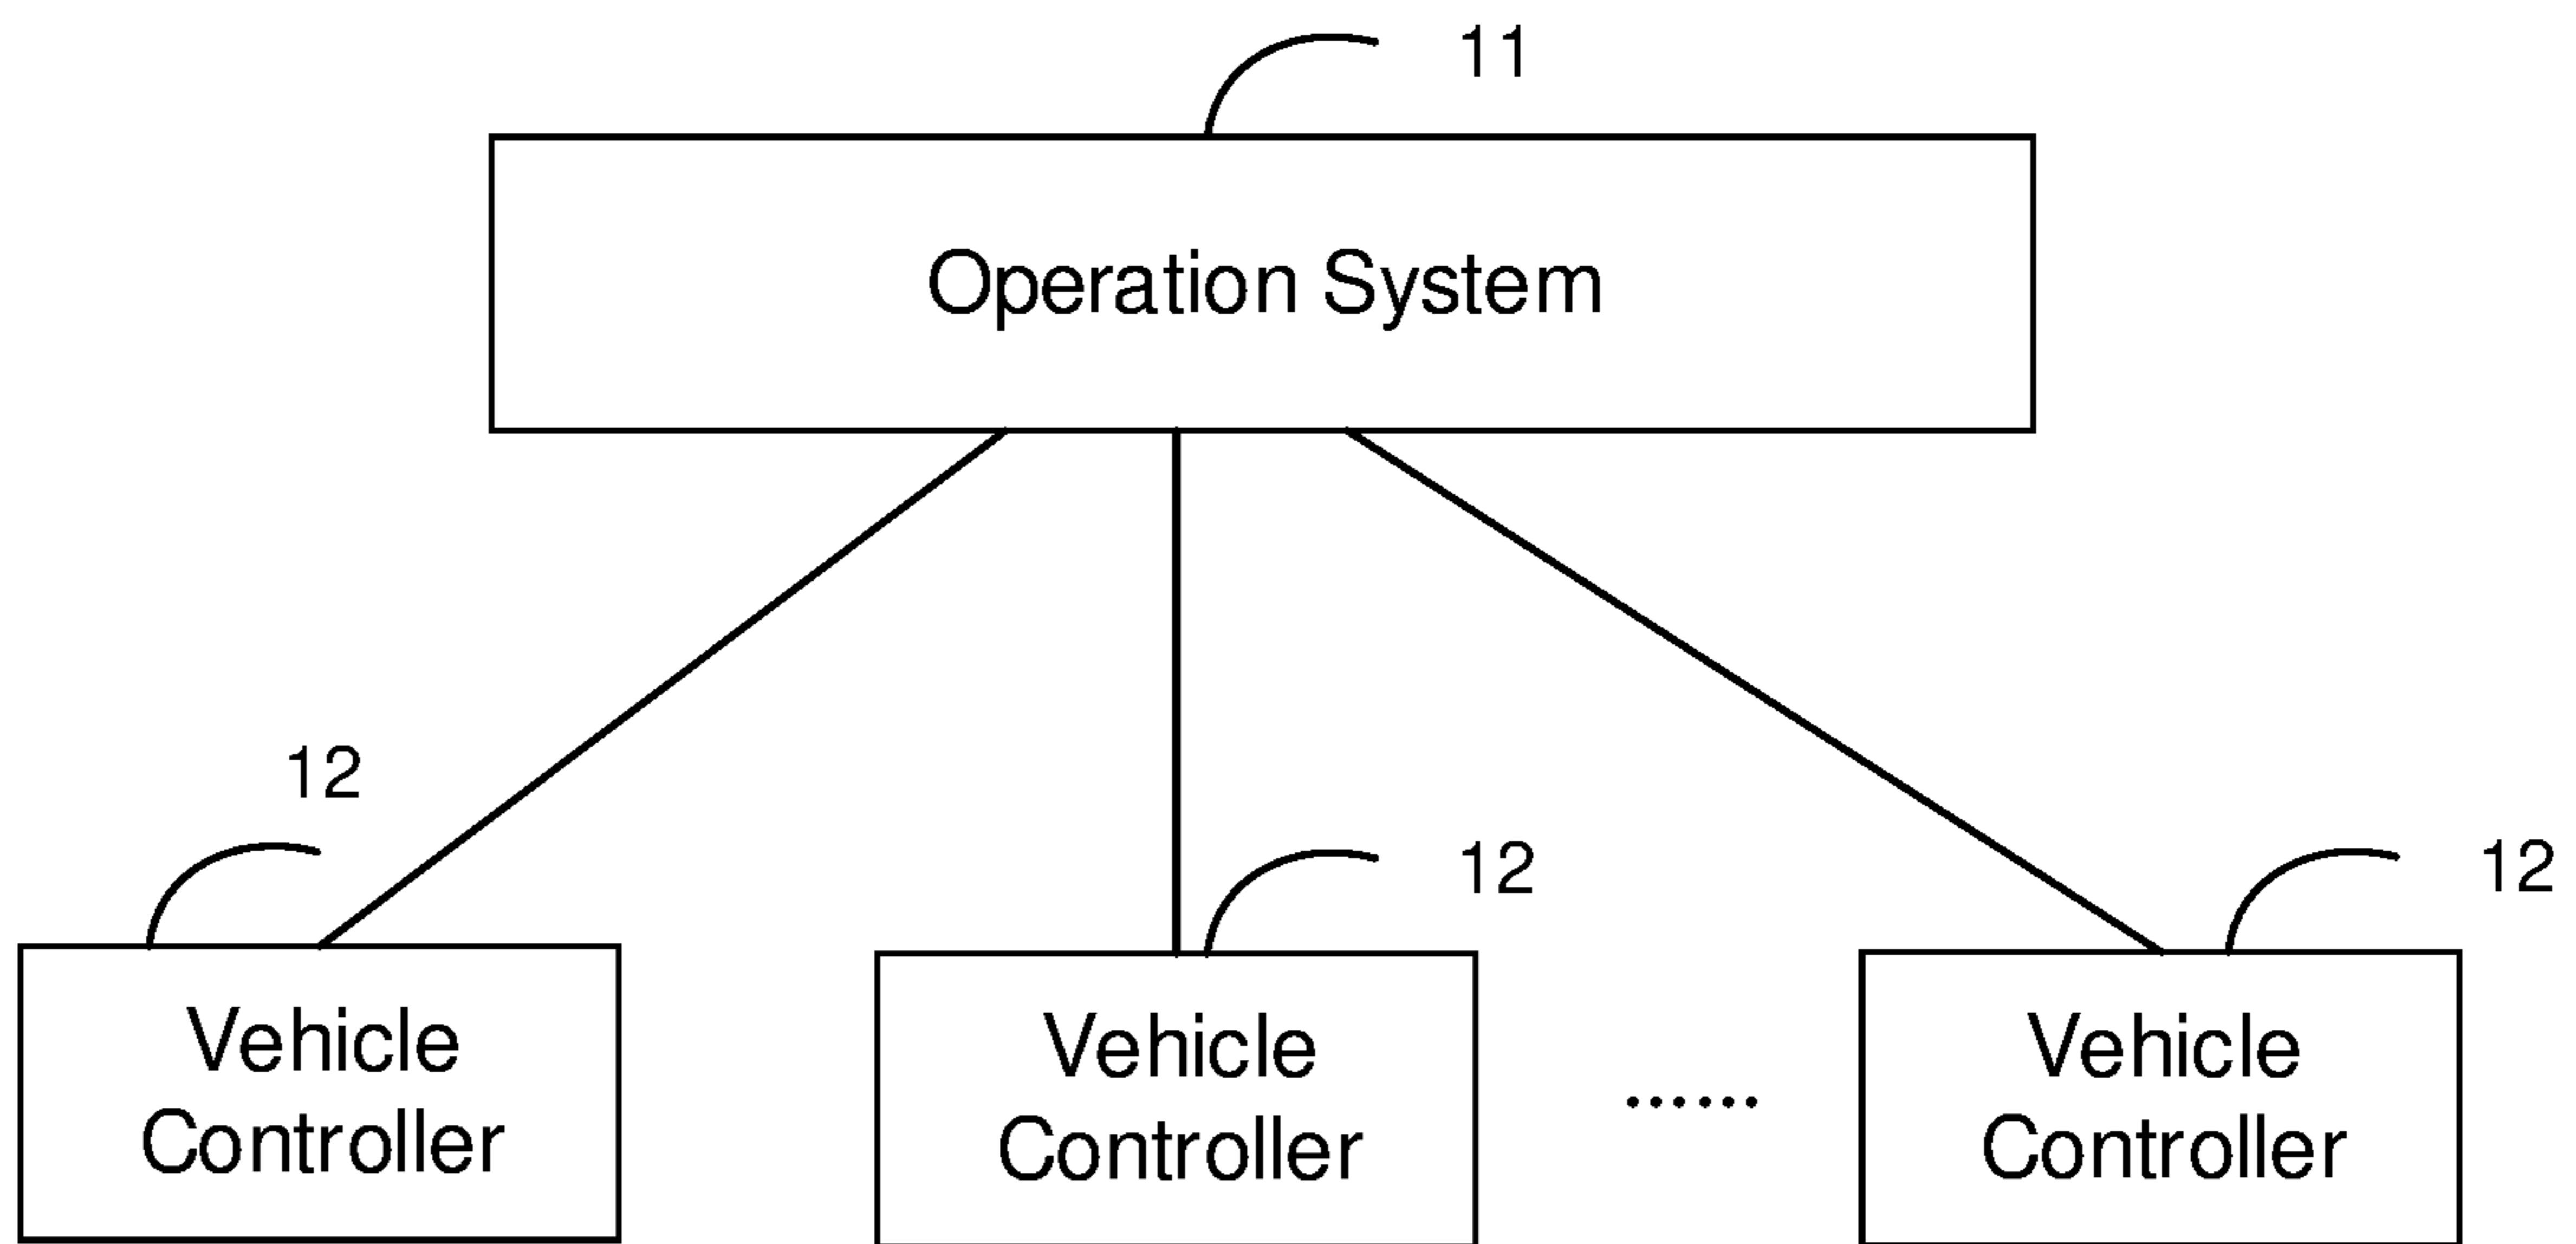 11
Operation System
12
12
12
Vehicle
Controller
Vehicle
Controller
......
Vehicle
Controller